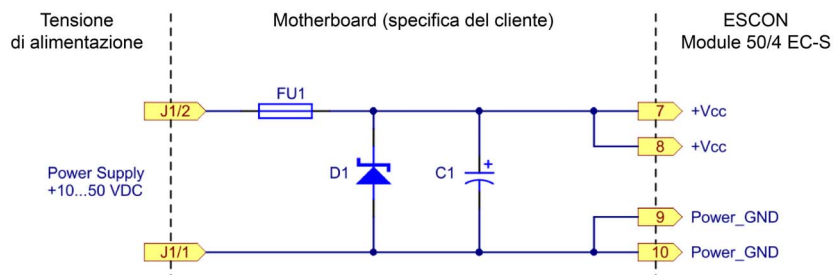 Tensione
di alimentazione
Motherboard (specifica del cliente)
ESCON
Module 50/4 EC-S
FU1
J1/2
7
+Vcc
8
+Vcc
Power Supply
+10...50 VDC
D1
C1
+
9
Power_GND
J1/1
10
Power_GND